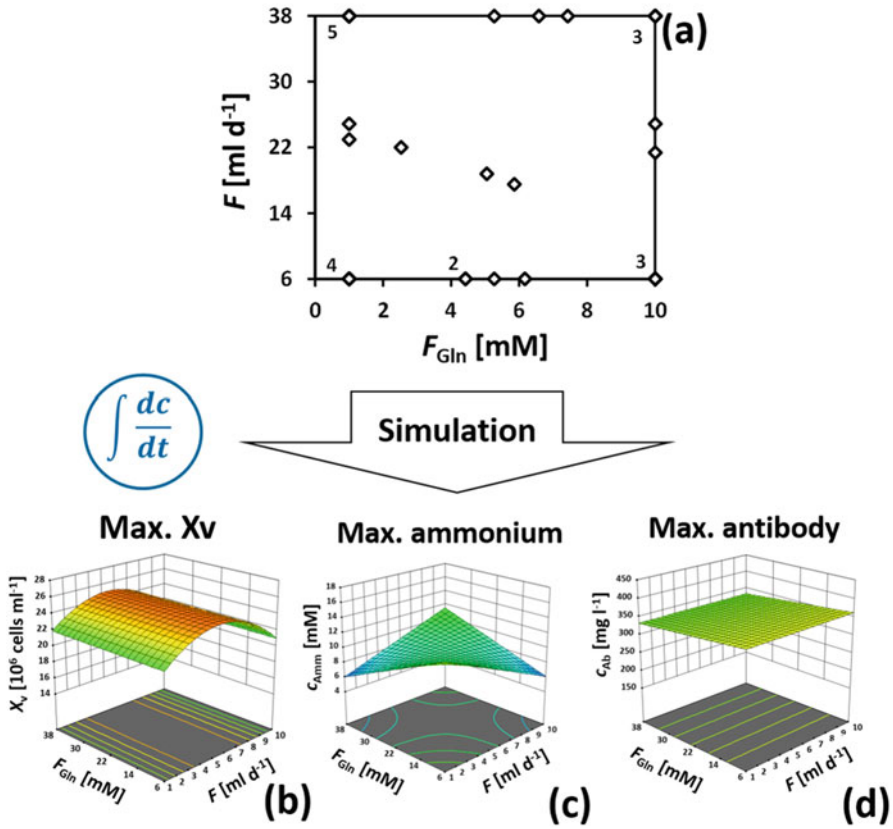 (a)
F [ml d-1]
38
30
22
14
6
5
3
4
2
3
0
2
4
6
8
10
FGln [mM]
∫ dc/dt
Simulation
Max. Xv
Xv [10⁶ cells ml-1]
28
26
24
22
20
18
16
14
38
30
22
14
6
FGln [mM]
1 2 3 4 5 6 7 8 9 10
F [ml d-1]
(b)
Max. ammonium
cAmm [mM]
18
16
14
12
10
8
6
4
38
30
22
14
6
FGln [mM]
1 2 3 4 5 6 7 8 9 10
F [ml d-1]
(c)
Max. antibody
cAb [mg l-1]
450
400
350
300
250
200
150
38
30
22
14
6
FGln [mM]
1 2 3 4 5 6 7 8 9 10
F [ml d-1]
(d)